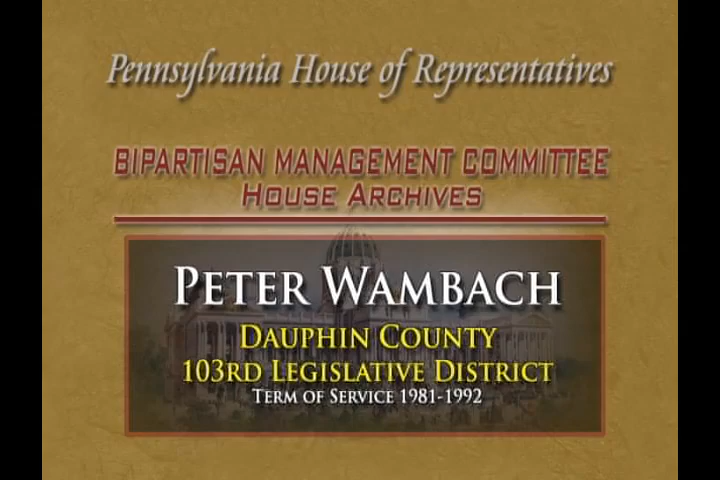 Pennsylvania House of Representatives
BIPARTISAN MANAGEMENT COMMITTEE
HOUSE ARCHIVES
PETER WAMBACH
DAUPHIN COUNTY
103RD LEGISLATIVE DISTRICT
TERM OF SERVICE 1981-1992